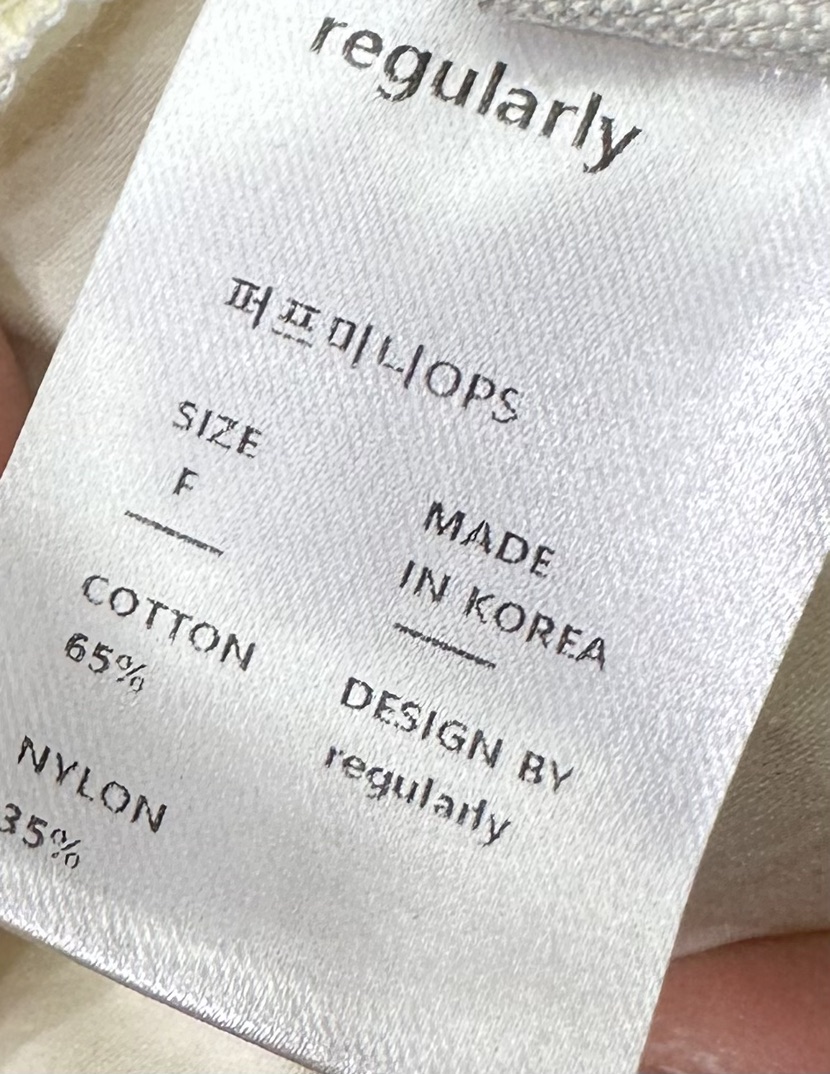 regularly
퍼프미니OPS
SIZE
F
COTTON
65%
NYLON
35%
MADE
IN KOREA
DESIGN BY
regularly